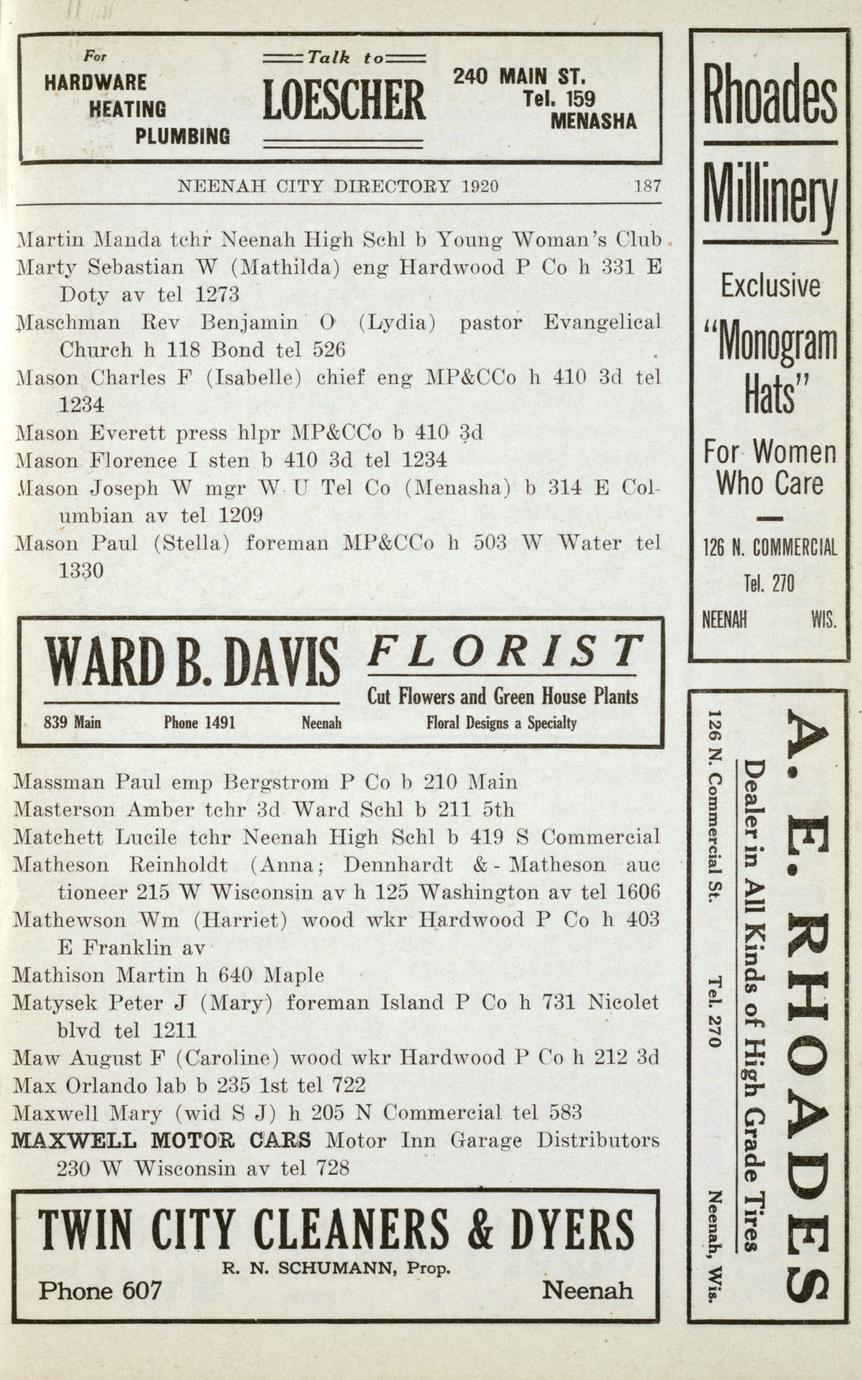 For
HARDWARE
HEATING
PLUMBING
Talk to
LOESCHER
240 MAIN ST.
Tel. 159
MENASHA
NEENAH CITY DIRECTORY 1920 187
Martin Manda tchr Neenah High Schl b Young Woman's Club
Marty Sebastian W (Mathilda) eng Hardwood P Co h 331 E
Doty av tel 1273
Maschman Rev Benjamin O (Lydia) pastor Evangelical
Church h 118 Bond tel 526
Mason Charles F (Isabelle) chief eng MP&CCo h 410 3d tel
1234
Mason Everett press hlpr MP&CCo b 410 3d
Mason Florence I sten b 410 3d tel 1234
Mason Joseph W mgr W U Tel Co (Menasha) b 314 E Col-
umbian av tel 1209
Mason Paul (Stella) foreman MP&CCo h 503 W Water tel
1330
WARD B. DAVIS
839 Main Phone 1491 Neenah
FLORIST
Cut Flowers and Green House Plants
Floral Designs a Specialty
Massman Paul emp Bergstrom P Co b 210 Main
Masterson Amber tchr 3d Ward Schl b 211 5th
Matchett Lucile tchr Neenah High Schl b 419 S Commercial
Matheson Reinholdt (Anna; Dennhardt &- Matheson auc
tioneer 215 W Wisconsin av h 125 Washington av tel 1606
Mathewson Wm (Harriet) wood wkr Hardwood P Co h 403
E Franklin av
Mathison Martin h 640 Maple
Matysek Peter J (Mary) foreman Island P Co h 731 Nicolet
blvd tel 1211
Maw August F (Caroline) wood wkr Hardwood P Co h 212 3d
Max Orlando lab b 235 1st tel 722
Maxwell Mary (wid S J) h 205 N Commercial tel 583
MAXWELL MOTOR CARS Motor Inn Garage Distributors
230 W Wisconsin av tel 728
TWIN CITY CLEANERS & DYERS
R. N. SCHUMANN, Prop.
Phone 607 Neenah
Rhoades
Millinery
Exclusive
"Monogram
Hats"
For Women
Who Care
126 N. COMMERCIAL
Tel. 270
NEENAH WIS.
A. E. RHOADES
Dealer in All Kinds of High Grade Tires
126 N. Commercial St. Tel. 270 Neenah, Wis.